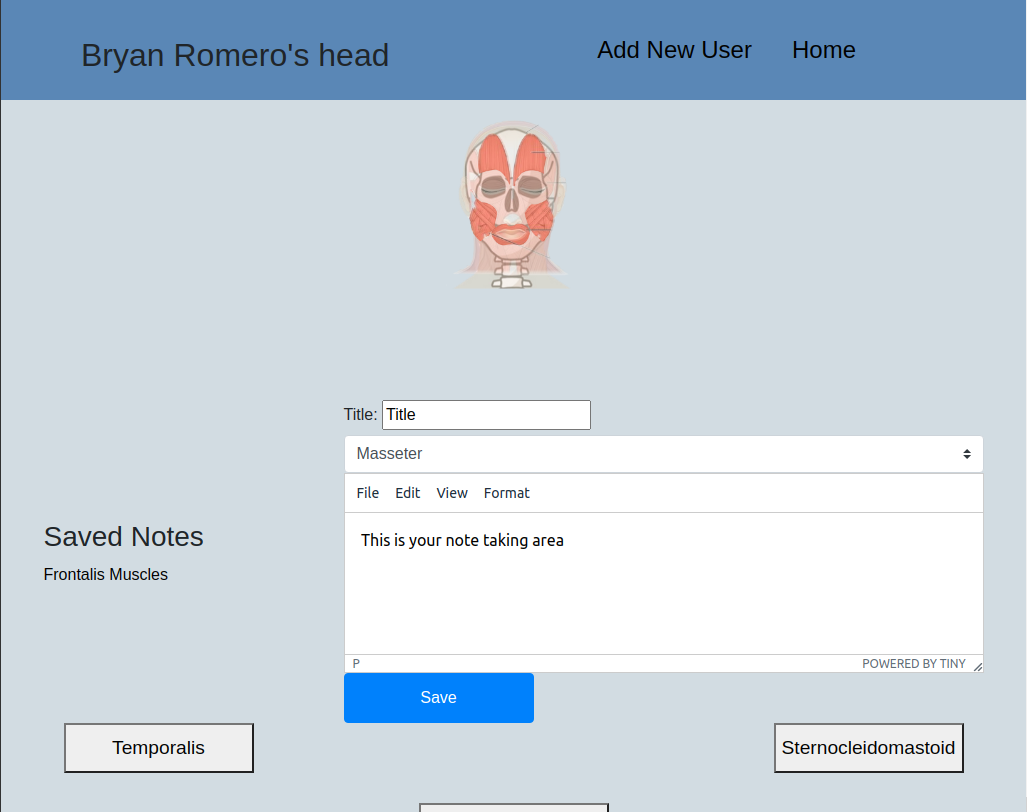 Bryan Romero's head
Add New User Home
Title: Title
Masseter
File Edit View Format
This is your note taking area
Saved Notes
Frontalis Muscles
P POWERED BY TINY
Save
Temporalis
Sternocleidomastoid